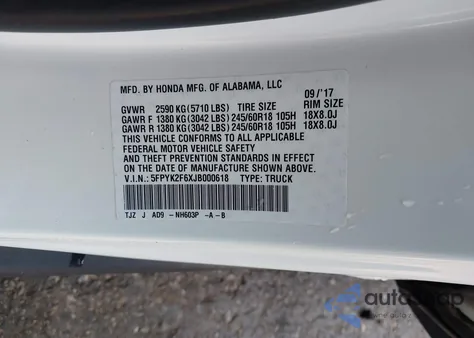 MFD. BY HONDA MFG. OF ALABAMA, LLC
09/'17
GVWR 2590 KG(5710 LBS) TIRE SIZE RIM SIZE
GAWR F 1380 KG(3042 LBS)245/60R18 105H 18X8.0J
GAWR R 1380 KG(3042 LBS)245/60R18 105H 18X8.0J
THIS VEHICLE CONFORMS TO ALL APPLICABLE
FEDERAL MOTOR VEHICLE SAFETY
AND THEFT PREVENTION STANDARDS IN EFFECT
ON THE DATE OF MANUFACTURE SHOWN ABOVE.
V.I.N.: 5FPYK2F6XJB000618 TYPE: TRUCK
TJZ J AD9 -NH603P -A-B